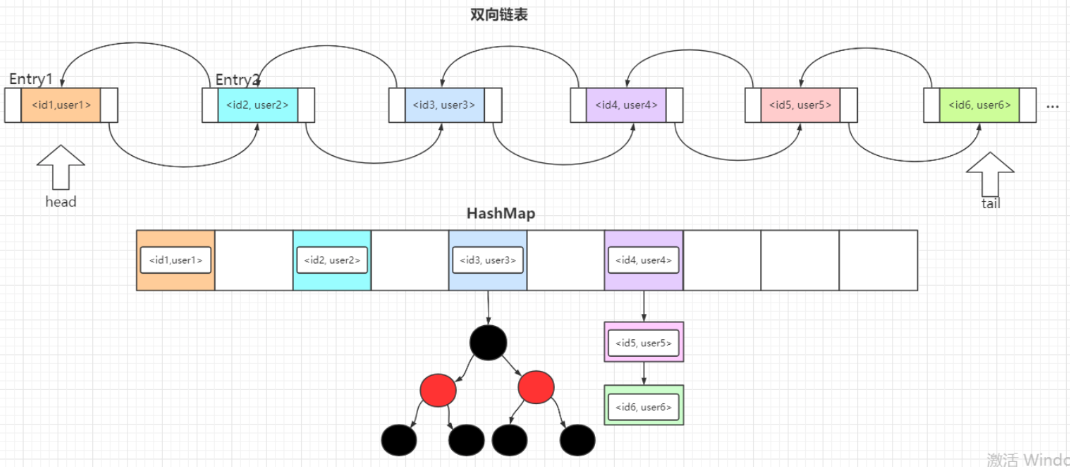 双向链表
Entry1
Entry2
<id1,user1>
<id2, user2>
<id3, user3>
<id4, user4>
<id5, user5>
<id6, user6>
...
head
tail
HashMap
<id1,user1>
<id2, user2>
<id3, user3>
<id4, user4>
<id5, user5>
<id6, user6>
激活 Windo